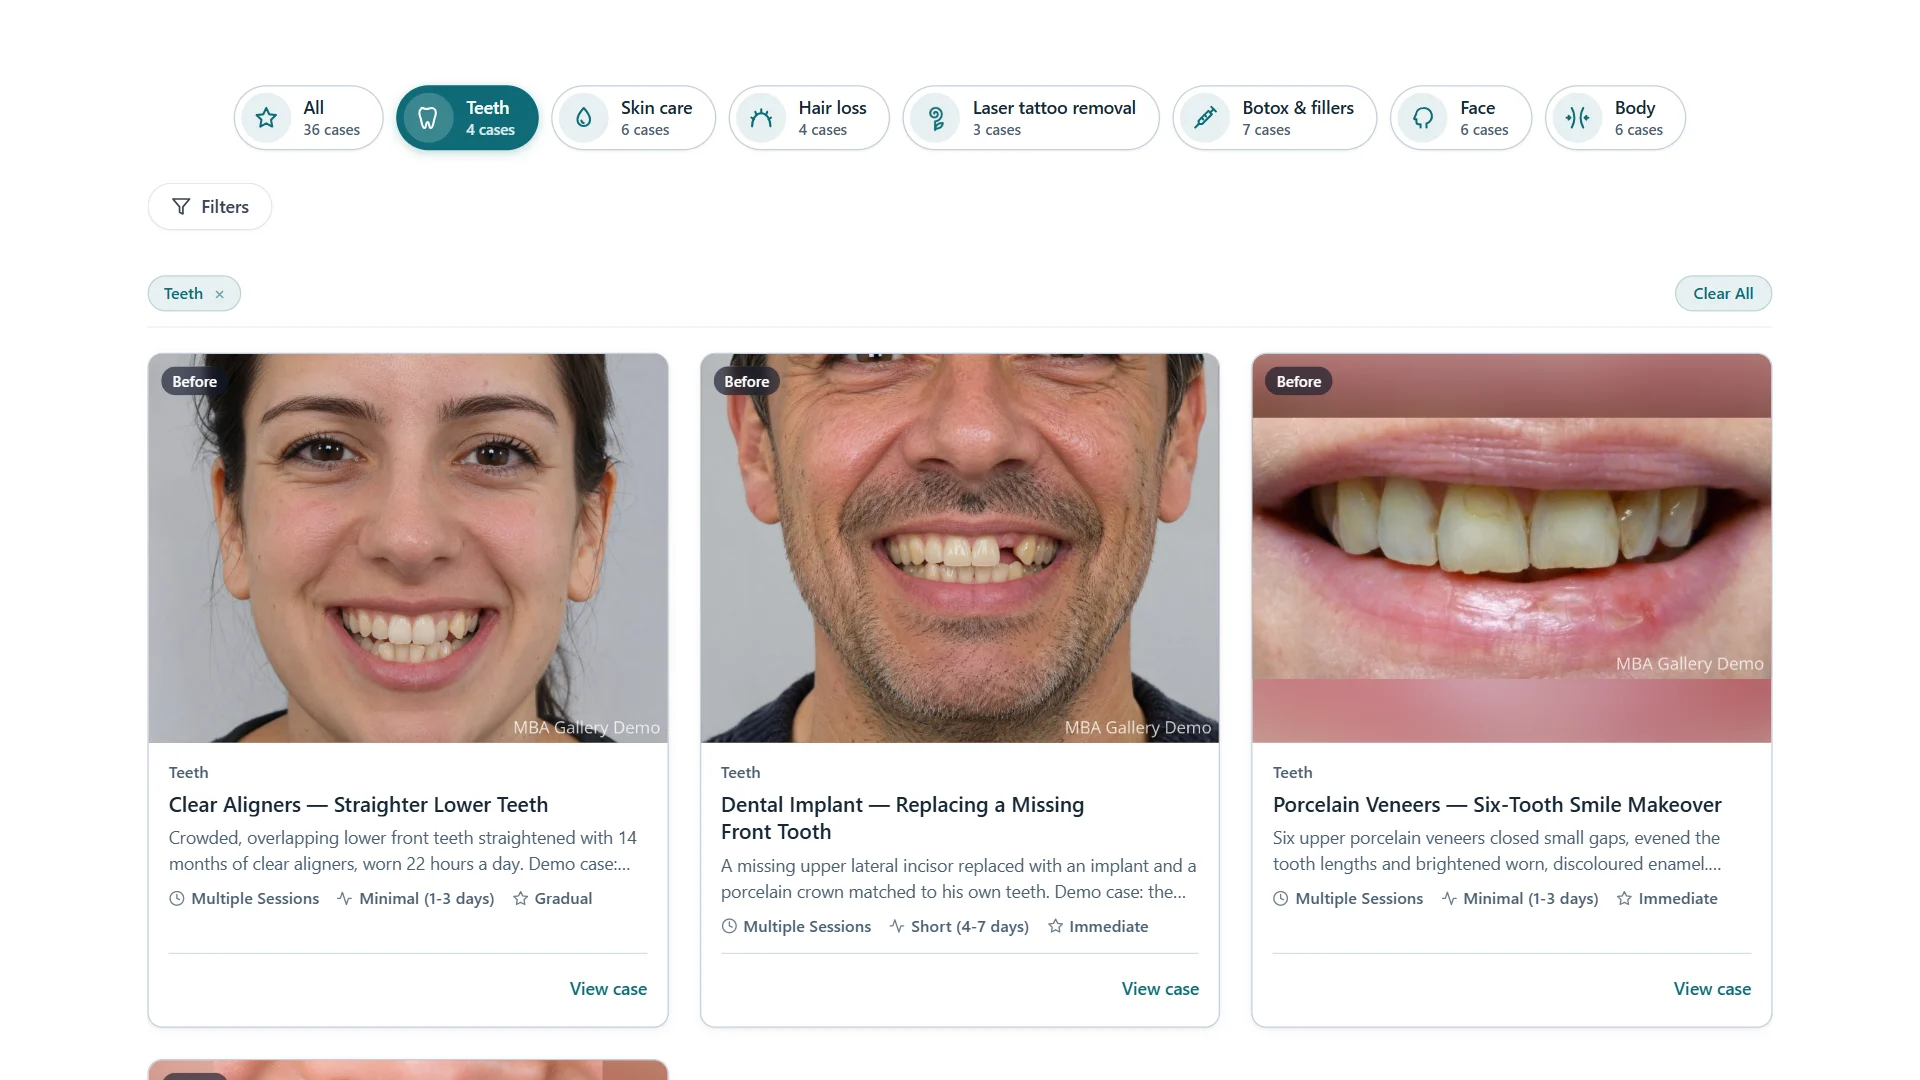 All
36 cases
Teeth
4 cases
Skin care
6 cases
Hair loss
4 cases
Laser tattoo removal
3 cases
Botox & fillers
7 cases
Face
6 cases
Body
6 cases
Filters
Teeth ×
Clear All
Before
MBA Gallery Demo
Teeth
Clear Aligners — Straighter Lower Teeth
Crowded, overlapping lower front teeth straightened with 14
months of clear aligners, worn 22 hours a day. Demo case:...
Multiple Sessions Minimal (1-3 days) Gradual
View case
Before
MBA Gallery Demo
Teeth
Dental Implant — Replacing a Missing
Front Tooth
A missing upper lateral incisor replaced with an implant and a
porcelain crown matched to his own teeth. Demo case: the...
Multiple Sessions Short (4-7 days) Immediate
View case
Before
MBA Gallery Demo
Teeth
Porcelain Veneers — Six-Tooth Smile Makeover
Six upper porcelain veneers closed small gaps, evened the
tooth lengths and brightened worn, discoloured enamel....
Multiple Sessions Minimal (1-3 days) Immediate
View case